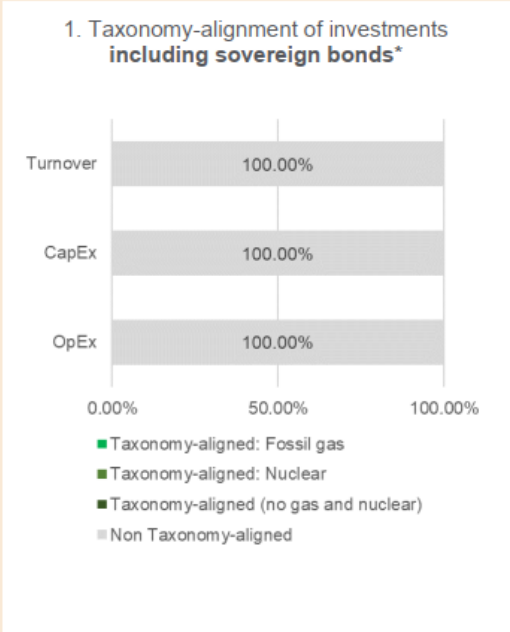 1. Taxonomy-alignment of investments
including sovereign bonds*
Turnover
100.00%
CapEx
100.00%
OpEx
100.00%
0.00%
50.00%
100.00%
Taxonomy-aligned: Fossil gas
Taxonomy-aligned: Nuclear
Taxonomy-aligned (no gas and nuclear)
Non Taxonomy-aligned